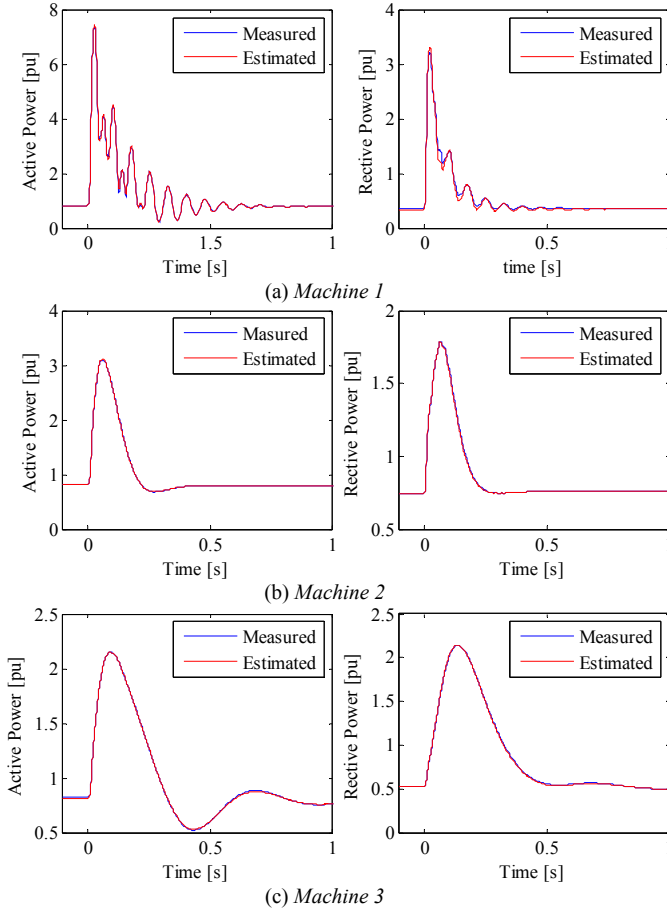 8
6
4
2
0
Active Power [pu]
Measured
Estimated
0
1.5
1
Time [s]
4
3
2
1
0
Rective Power [pu]
Measured
Estimated
0
0.5
time [s]
(a) Machine 1
4
3
2
1
0
Active Power [pu]
Masured
Estimated
0
0.5
1
Time [s]
2
1.5
1
0.5
Rective Power [pu]
Measured
Estimated
0
0.5
Time [s]
(b) Machine 2
2.5
2
1.5
1
0.5
Active Power [pu]
Measured
Estimated
0
0.5
1
Time [s]
2.5
2
1.5
1
0.5
0
Rective Power [pu]
Measured
Estimated
0
0.5
Time [s]
(c) Machine 3